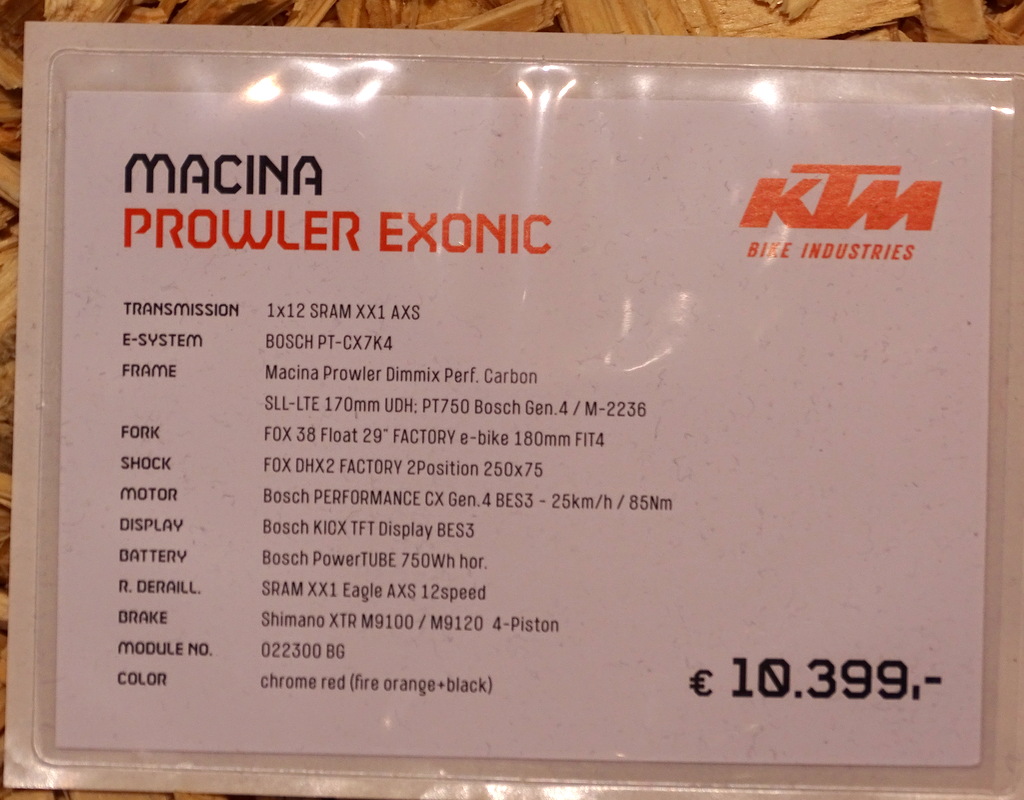 MACINA
PROWLER EXONIC
KTM
BIKE INDUSTRIES
TRANSMISSION 1x12 SRAM XX1 AXS
E-SYSTEM BOSCH PT-CX7K4
FRAME Macina Prowler Dimmix Perf. Carbon
SLL-LTE 170mm UDH; PT750 Bosch Gen.4 / M-2236
FORK FOX 38 Float 29" FACTORY e-bike 180mm FIT4
SHOCK FOX DHX2 FACTORY 2Position 250x75
MOTOR Bosch PERFORMANCE CX Gen.4 BES3 - 25km/h / 85Nm
DISPLAY Bosch KIOX TFT Display BES3
BATTERY Bosch PowerTUBE 750Wh hor.
R. DERAILL. SRAM XX1 Eagle AXS 12speed
BRAKE Shimano XTR M9100 / M9120 4-Piston
MODULE NO. 022300 BG
COLOR chrome red (fire orange+black)
€ 10.399,-